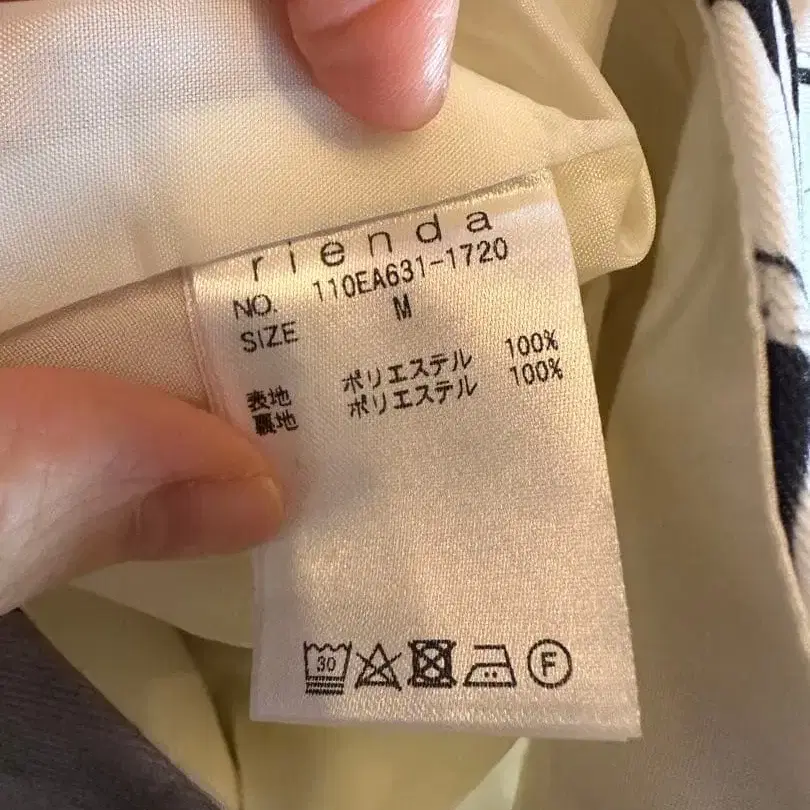 rienda
NO. 110EA631-1720
SIZE M
表地 ポリエステル 100%
裏地 ポリエステル 100%
30 F